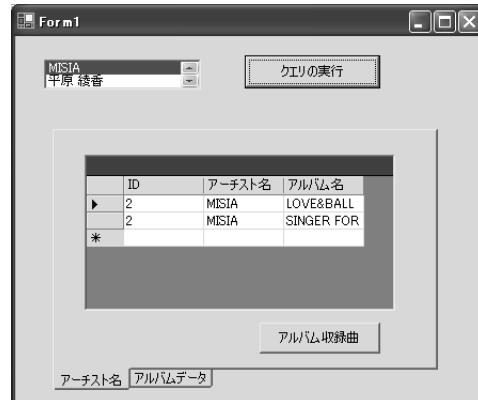 Form1
MISIA
平原 綾香
クエリの実行
ID アーチスト名 アルバム名
2 MISIA LOVE&BALL
2 MISIA SINGER FOR
アルバム収録曲
アーチスト名 アルバムデータ